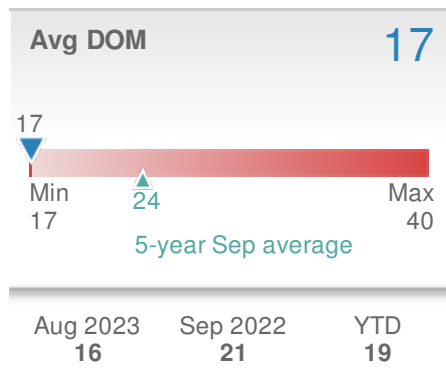 Avg DOM 17
17
Min Max
17 24 40
5-year Sep average
Aug 2023 Sep 2022 YTD
16 21 19